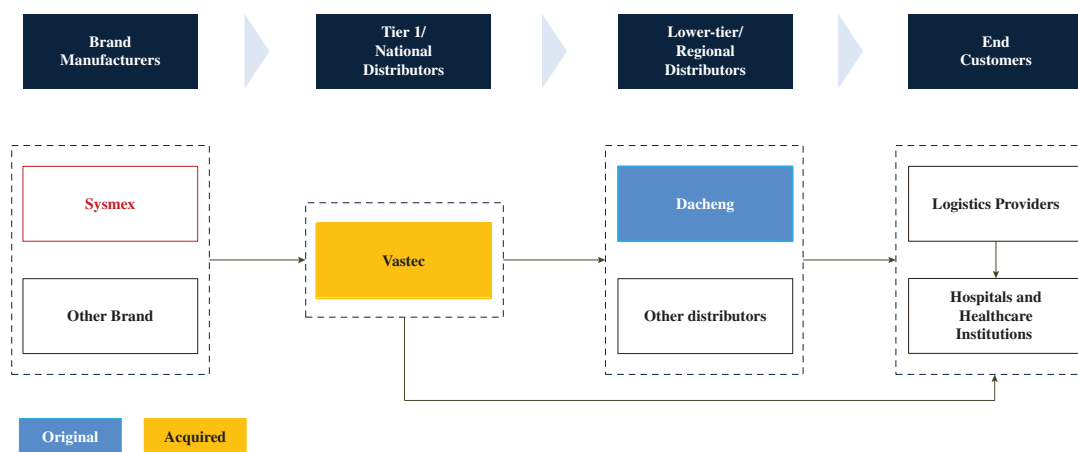 Brand
Manufacturers
Tier 1/
National
Distributors
Lower-tier/
Regional
Distributors
End
Customers
Sysmex
Other Brand
Vastec
Dacheng
Other distributors
Logistics Providers
Hospitals and
Healthcare
Institutions
Original
Acquired